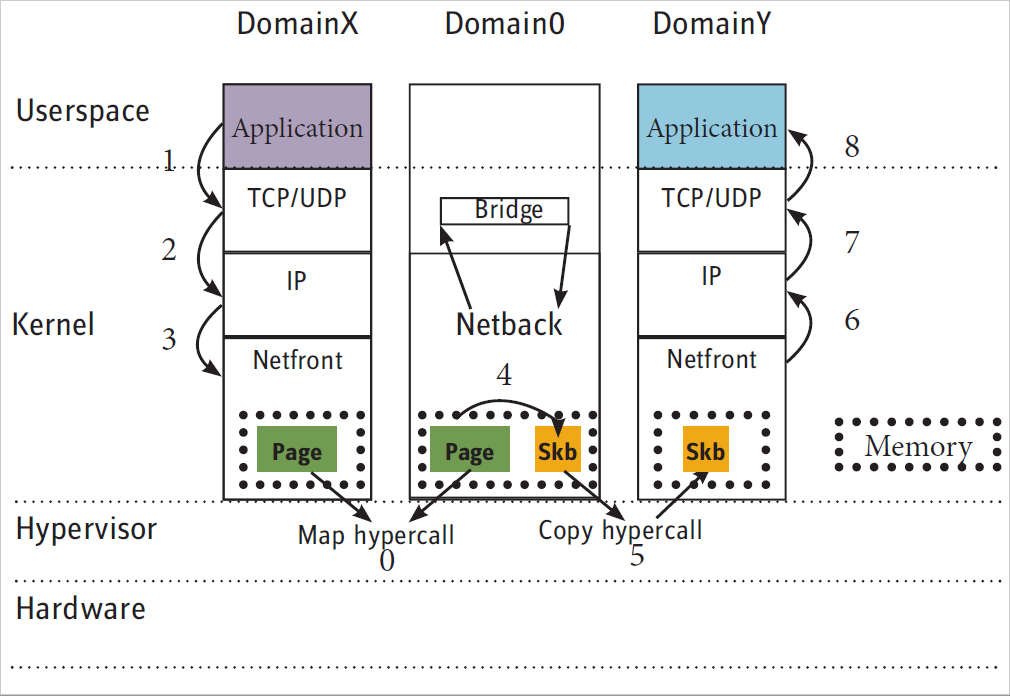 DomainX
Domain0
DomainY
Userspace
Application
Application
1
8
TCP/UDP
Bridge
TCP/UDP
2
7
IP
IP
Kernel
Netback
3
6
Netfront
4
Netfront
Page
Page
Skb
Skb
Memory
Hypervisor
Map hypercall
0
Copy hypercall
5
Hardware